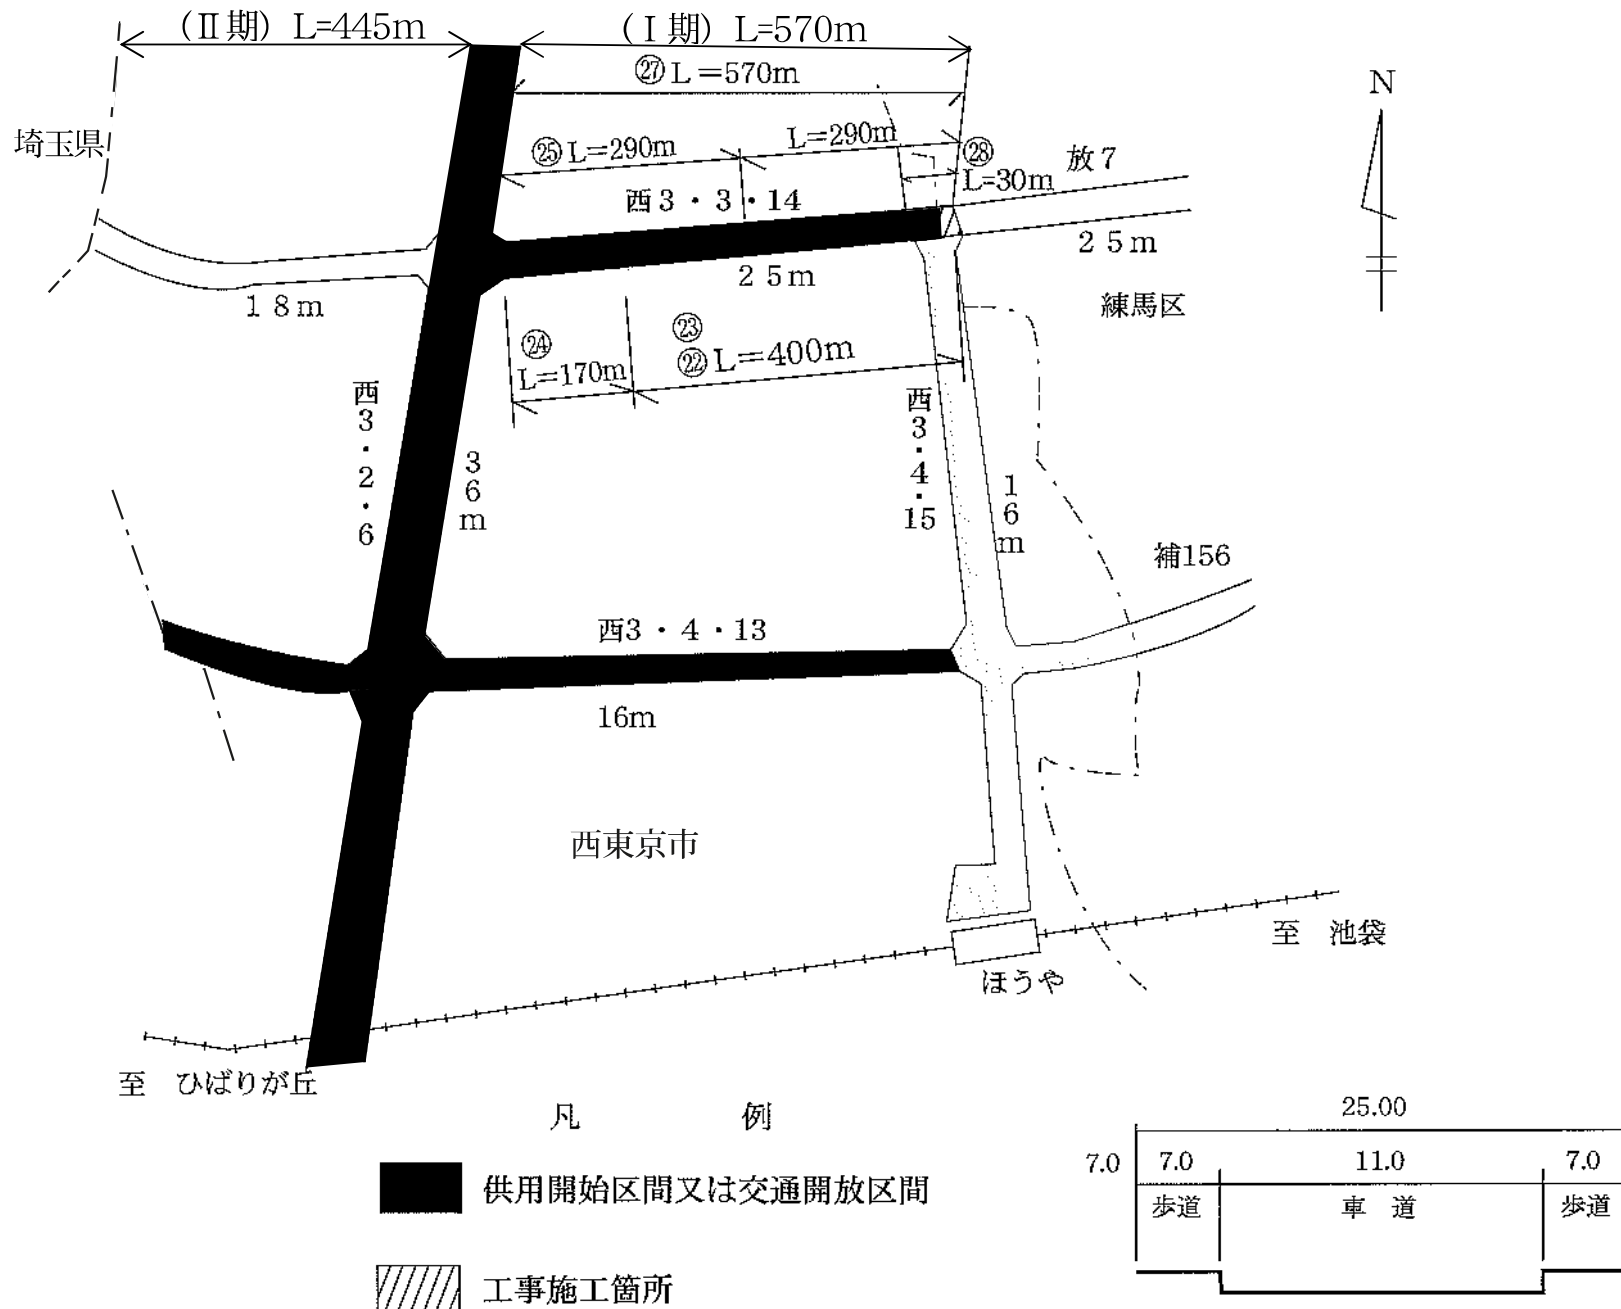 (Ⅱ期) L=445m
(Ⅰ期) L=570m
㉗ L=570m
N
埼玉県
㉕ L=290m
L=290m
㉘
L=30m
放7
西3・3・14
25m
25m
18m
練馬区
㉔
L=170m
㉓
㉒ L=400m
西3・2・6
36m
西3・4・15
16m
補156
西3・4・13
16m
西東京市
至 池袋
ほうや
至 ひばりが丘
凡 例
供用開始区間又は交通開放区間
工事施工箇所
25.00
7.0
7.0
11.0
7.0
歩道
車 道
歩道